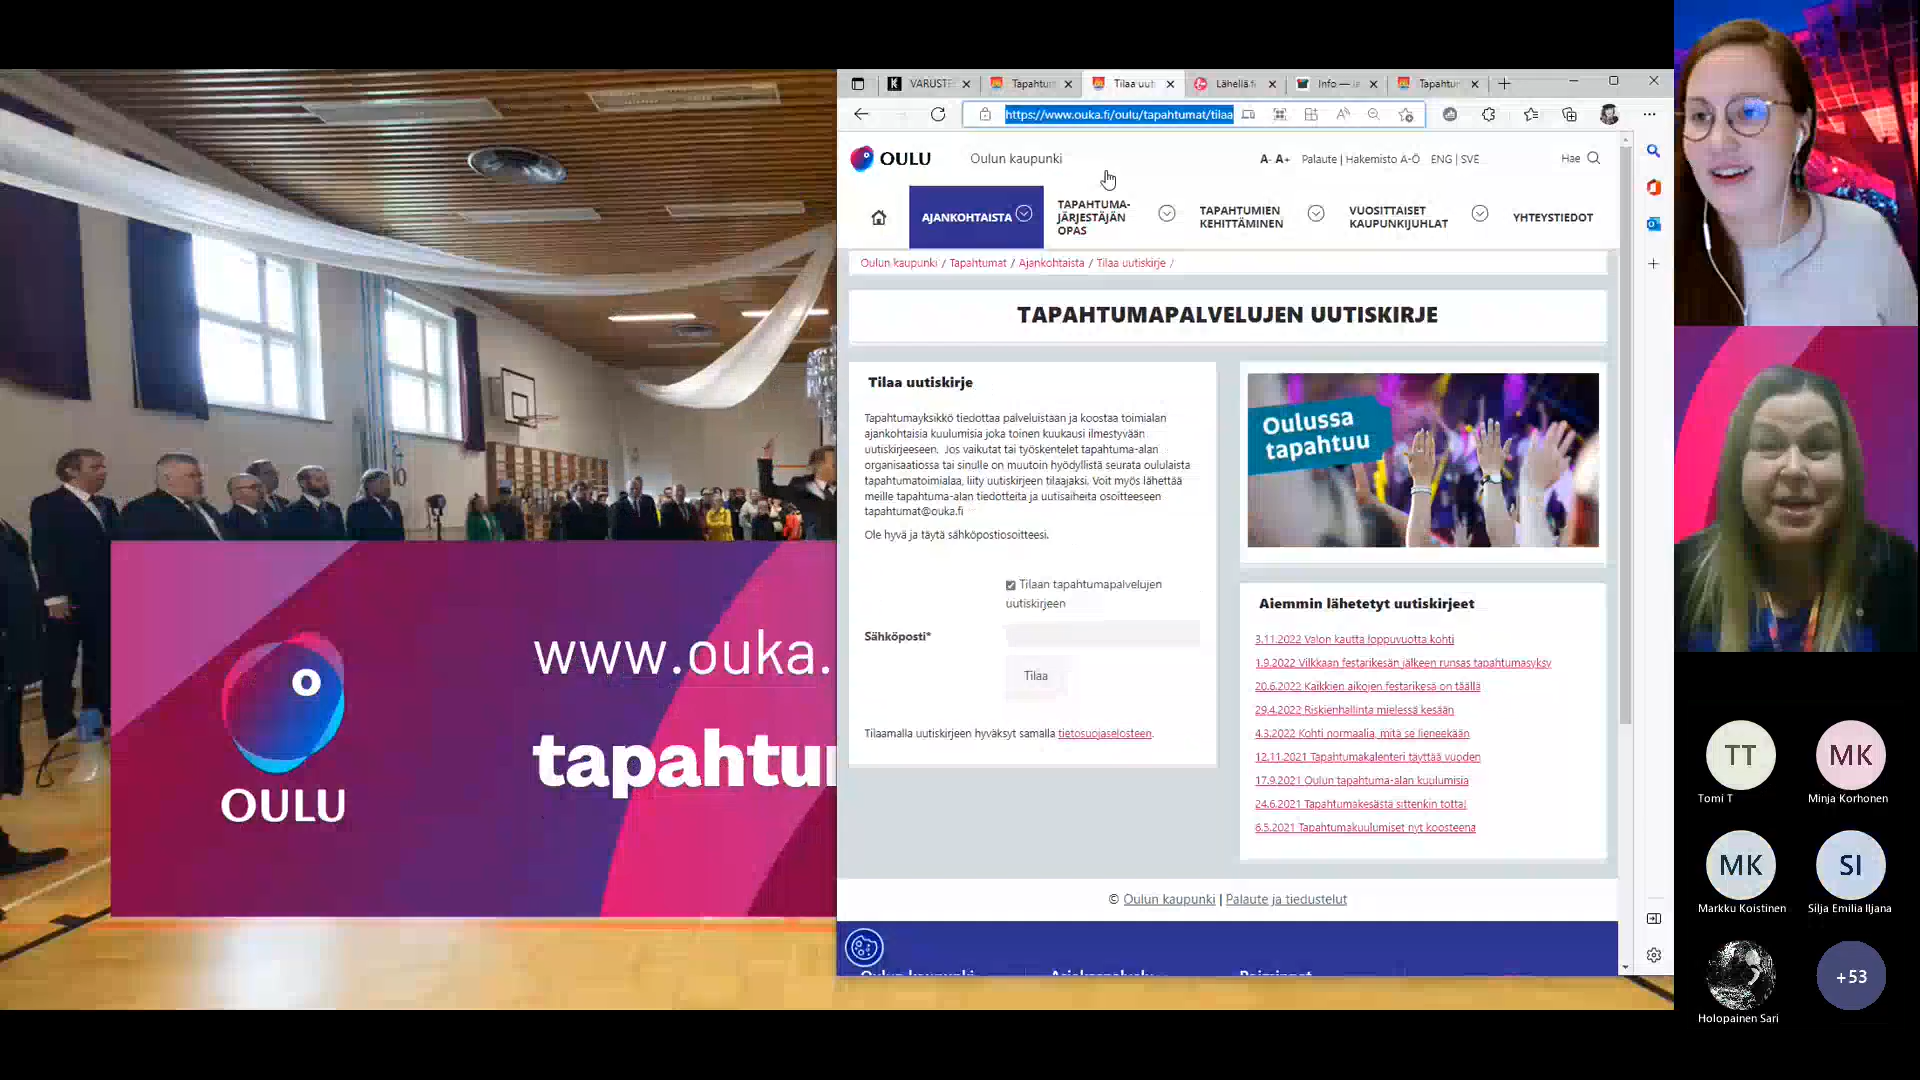 www.ouka.
tapahtu
OULU
VARUSTE
Tapahtum
Tilaa uut
Lähellä.f
Info — je
Tapahtur
https://www.ouka.fi/oulu/tapahtumat/tilaa
OULU
Oulun kaupunki
A- A+
Palaute | Hakemisto A-Ö
ENG | SVE
Hae
AJANKOHTAISTA
TAPAHTUMA-
JÄRJESTÄJÄN
OPAS
TAPAHTUMIEN
KEHITTÄMINEN
VUOSITTAISET
KAUPUNKIJUHLAT
YHTEYSTIEDOT
Oulun kaupunki / Tapahtumat / Ajankohtaista / Tilaa uutiskirje /
TAPAHTUMAPALVELUJEN UUTISKIRJE
Tilaa uutiskirje
Tapahtumayksikkö tiedottaa palveluistaan ja koostaa toimialan
ajankohtaisia kuulumisia joka toinen kuukausi ilmestyvään
uutiskirjeeseen. Jos vaikutat tai työskentelet tapahtuma-alan
organisaatiossa tai sinulle on muutoin hyödyllistä seurata oululaista
tapahtumatoimialaa, liity uutiskirjeen tilaajaksi. Voit myös lähettää
meille tapahtuma-alan tiedotteita ja uutisaiheita osoitteeseen
tapahtumat@ouka.fi
Ole hyvä ja täytä sähköpostiosoitteesi.
Tilaan tapahtumapalvelujen
uutiskirjeen
Sähköposti*
Tilaa
Tilaamalla uutiskirjeen hyväksyt samalla tietosuojaselosteen.
Oulussa
tapahtuu
Aiemmin lähetetyt uutiskirjeet
3.11.2022 Valon kautta loppuvuotta kohti
1.9.2022 Vilkkaan festarikesän jälkeen runsas tapahtumasyksy
20.6.2022 Kaikkien aikojen festarikesä on täällä
29.4.2022 Riskienhallinta mielessä kesään
4.3.2022 Kohti normaalia, mitä se lieneekään
12.11.2021 Tapahtumakalenteri täyttää vuoden
17.9.2021 Oulun tapahtuma-alan kuulumisia
24.6.2021 Tapahtumakesästä sittenkin totta!
6.5.2021 Tapahtumakuulumiset nyt koosteena
© Oulun kaupunki | Palaute ja tiedustelut
Oulun kaupunki
Asiakaspalvelu
Poiminnat
TT
Tomi T
MK
Minja Korhonen
MK
Markku Koistinen
SI
Silja Emilia Iljana
Holopainen Sari
+53